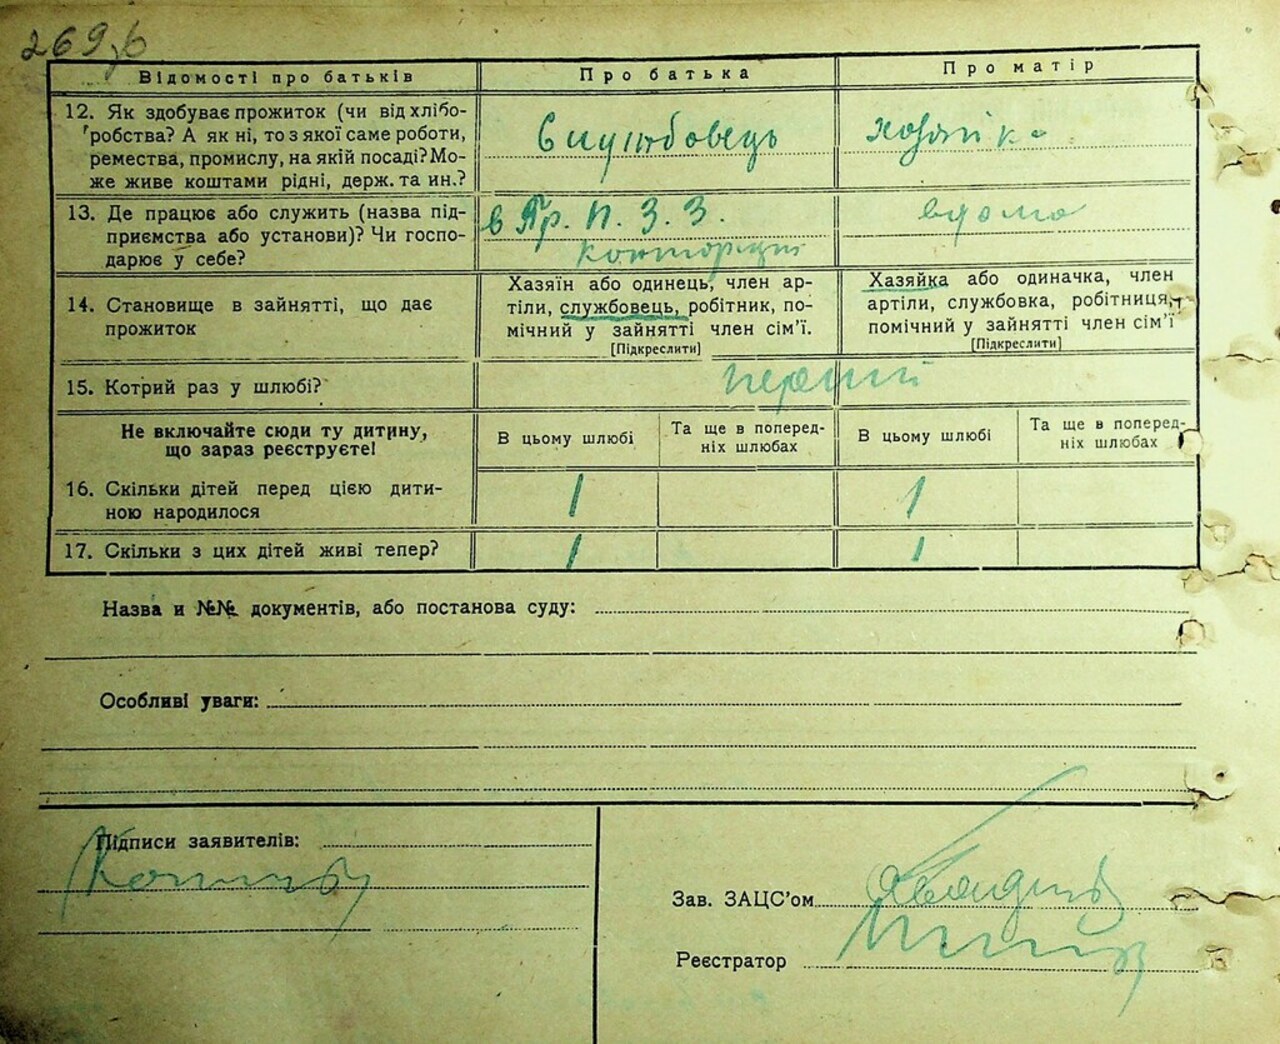 269
Відомості про батьків
Про батька
Про матір
12. Як здобуває прожиток (чи від хлібо-
робства? А як ні, то з якої саме роботи,
ремества, промислу, на якій посаді? Мо-
же живе коштами рідні, держ. та ин.?
Службовець
хозяіка
13. Де працює або служить (назва під-
приємства або установи)? Чи госпо-
дарює у себе?
в Пр. П. З. З.
вдома
14. Становище в зайнятті, що дає
прожиток
Хазяїн або одинець, член ар-
тіли, службовець, робітник, по-
мічний у зайнятті член сім'ї.
[Підкреслити]
Хазяйка або одиначка, член
артіли, службовка, робітниця,
помічний у зайнятті член сім'ї
[Підкреслити]
15. Котрий раз у шлюбі?
перший
Не включайте сюди ту дитину,
що зараз реєструєте!
В цьому шлюбі
Та ще в поперед-
ніх шлюбах
В цьому шлюбі
Та ще в поперед-
ніх шлюбах
16. Скільки дітей перед цією дити-
ною народилося
1
1
17. Скільки з цих дітей живі тепер?
1
1
Назва и №№ документів, або постанова суду:
Особливі уваги:
Підписи заявителів:
Зав. ЗАЦС'ом
Реєстратор